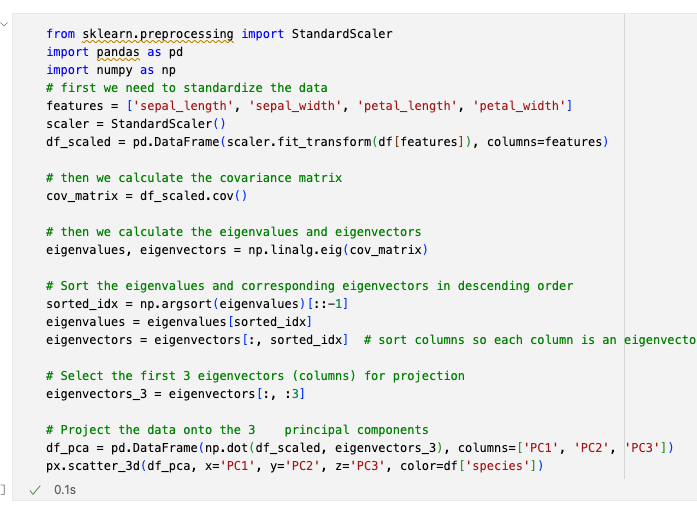 from sklearn.preprocessing import StandardScaler
import pandas as pd
import numpy as np
# first we need to standardize the data
features = ['sepal_length', 'sepal_width', 'petal_length', 'petal_width']
scaler = StandardScaler()
df_scaled = pd.DataFrame(scaler.fit_transform(df[features]), columns=features)

# then we calculate the covariance matrix
cov_matrix = df_scaled.cov()

# then we calculate the eigenvalues and eigenvectors
eigenvalues, eigenvectors = np.linalg.eig(cov_matrix)

# Sort the eigenvalues and corresponding eigenvectors in descending order
sorted_idx = np.argsort(eigenvalues)[::-1]
eigenvalues = eigenvalues[sorted_idx]
eigenvectors = eigenvectors[:, sorted_idx]  # sort columns so each column is an eigenvecto

# Select the first 3 eigenvectors (columns) for projection
eigenvectors_3 = eigenvectors[:, :3]

# Project the data onto the 3    principal components
df_pca = pd.DataFrame(np.dot(df_scaled, eigenvectors_3), columns=['PC1', 'PC2', 'PC3'])
px.scatter_3d(df_pca, x='PC1', y='PC2', z='PC3', color=df['species'])
] ✓ 0.1s